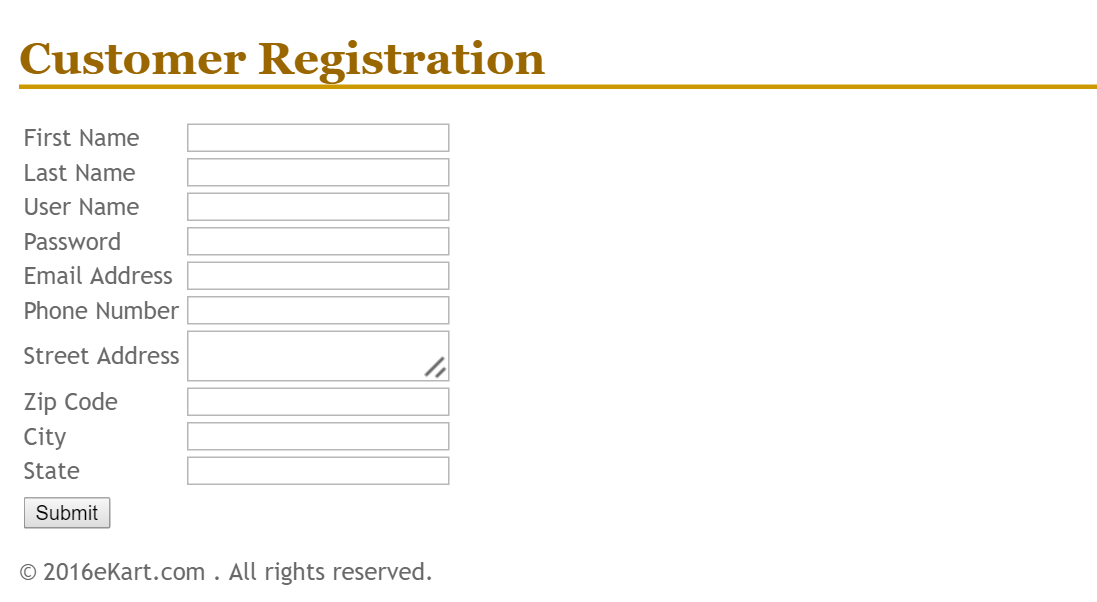 Customer Registration
First Name
Last Name
User Name
Password
Email Address
Phone Number
Street Address
Zip Code
City
State
Submit
© 2016eKart.com . All rights reserved.